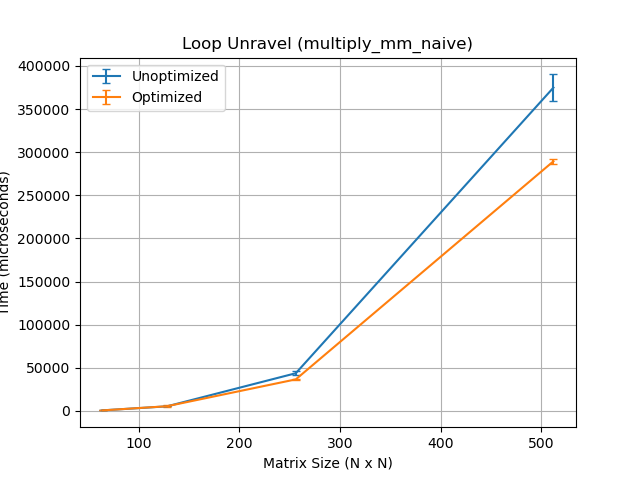 Loop Unravel (multiply_mm_naive)
Unoptimized
Optimized
400000
350000
300000
250000
200000
150000
100000
50000
0
Time (microseconds)
100
200
300
400
500
Matrix Size (N x N)